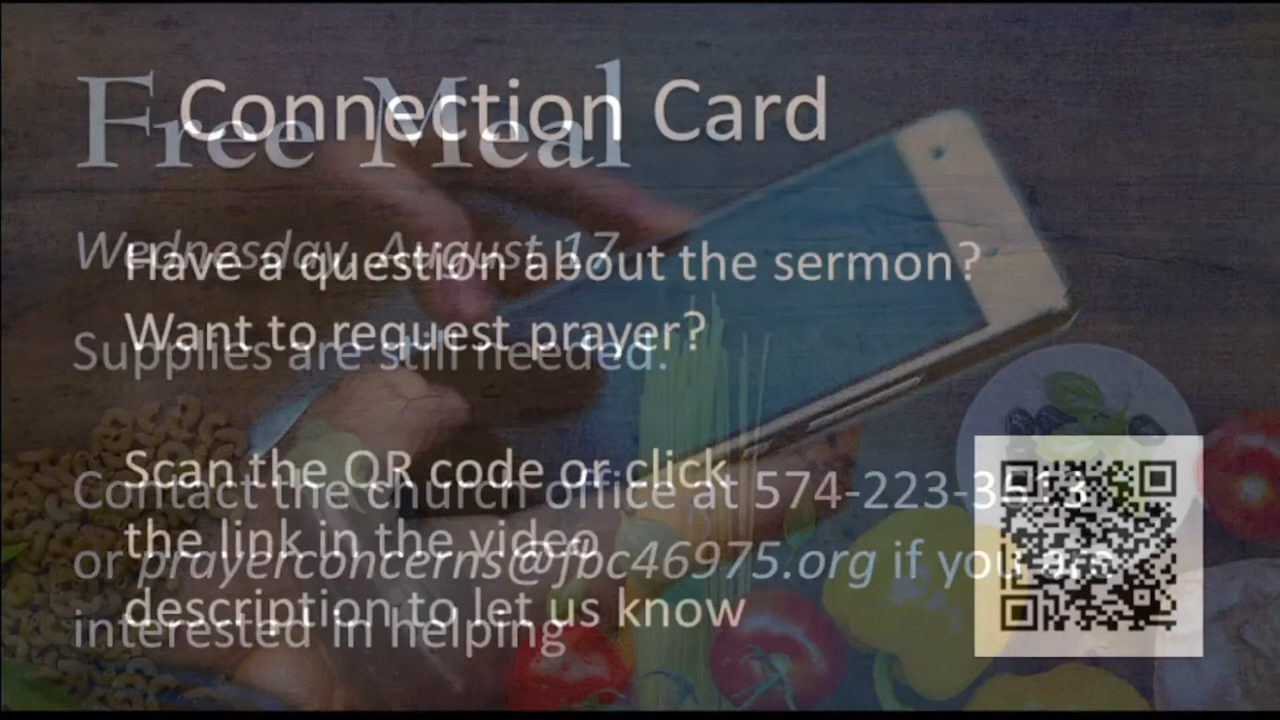 Connection Card
Have a question about the sermon?
Want to request prayer?
Scan the QR code or click
the link in the video
description to let us know
Free Meal
Wednesday, August 17
Supplies are still needed.
Contact the church office at 574-223-
or prayerconcerns@fbc46975.org if you are
interested in helping